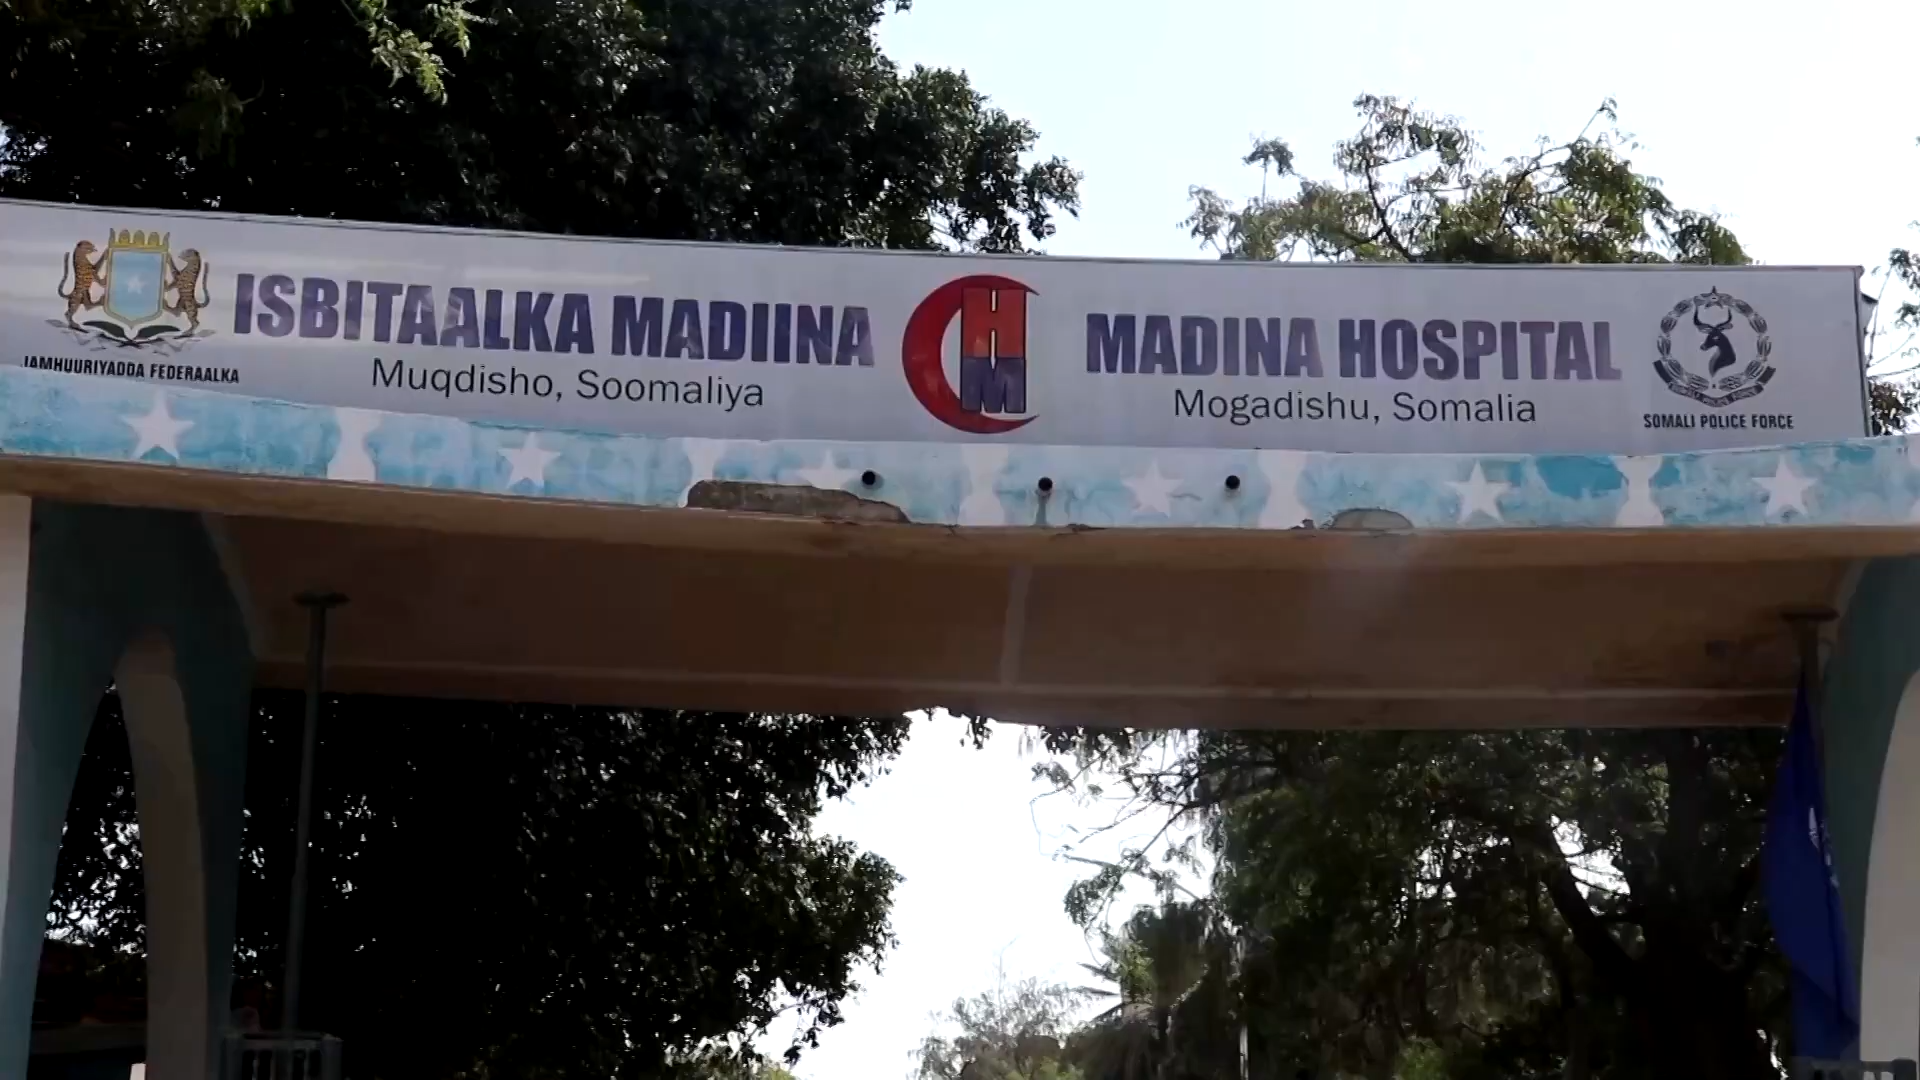 ISBITAALKA MADIINA
Muqdisho, Soomaliya
JAMHUURIYADDA FEDERAALKA
HM
MADINA HOSPITAL
Mogadishu, Somalia
SOMALI POLICE FORCE